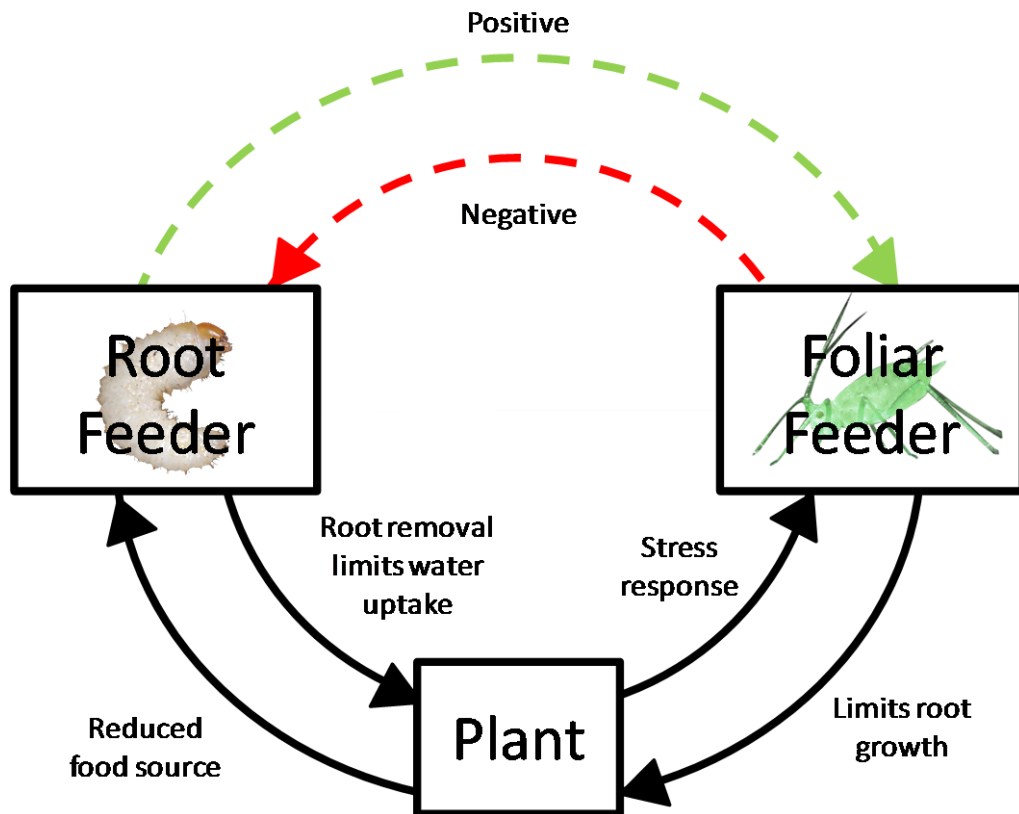 Positive
Negative
Root
Feeder
Foliar
Feeder
Root removal
limits water
uptake
Stress
response
Reduced
food source
Plant
Limits root
growth